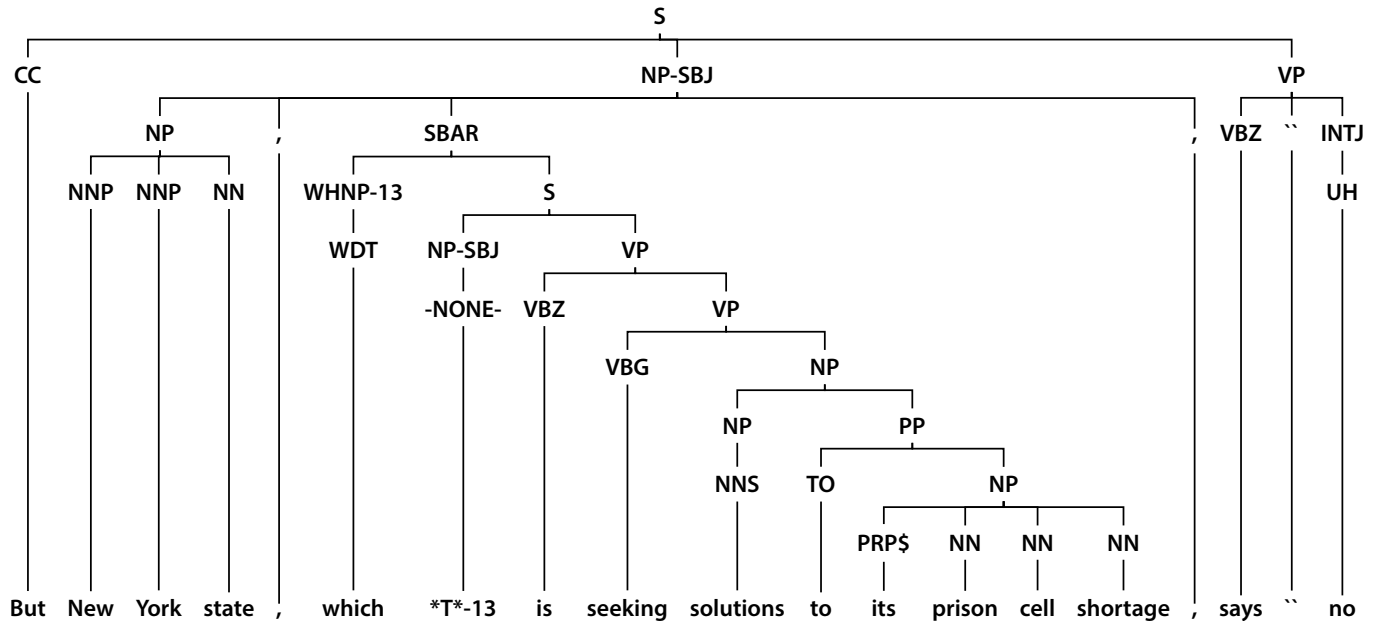 S
CC NP-SBJ VP
NP , SBAR , VBZ `` INTJ
NNP NNP NN WHNP-13 S UH
WDT NP-SBJ VP
-NONE- VBZ VP
VBG NP
NP PP
NNS TO NP
PRP$ NN NN NN
But New York state , which *T*-13 is seeking solutions to its prison cell shortage , says `` no